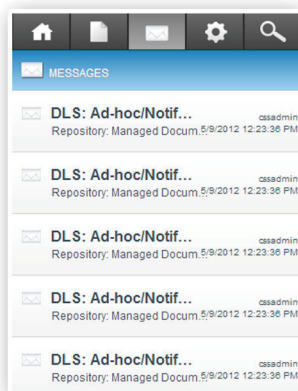 MESSAGES
DLS: Ad-hoc/Notif...
cssadmin
Repository: Managed Docum... 5/9/2012 12:23:36 PM
DLS: Ad-hoc/Notif...
cssadmin
Repository: Managed Docum... 5/9/2012 12:23:36 PM
DLS: Ad-hoc/Notif...
cssadmin
Repository: Managed Docum... 5/9/2012 12:23:36 PM
DLS: Ad-hoc/Notif...
cssadmin
Repository: Managed Docum... 5/9/2012 12:23:36 PM
DLS: Ad-hoc/Notif...
cssadmin
Repository: Managed Docum... 5/9/2012 12:23:36 PM